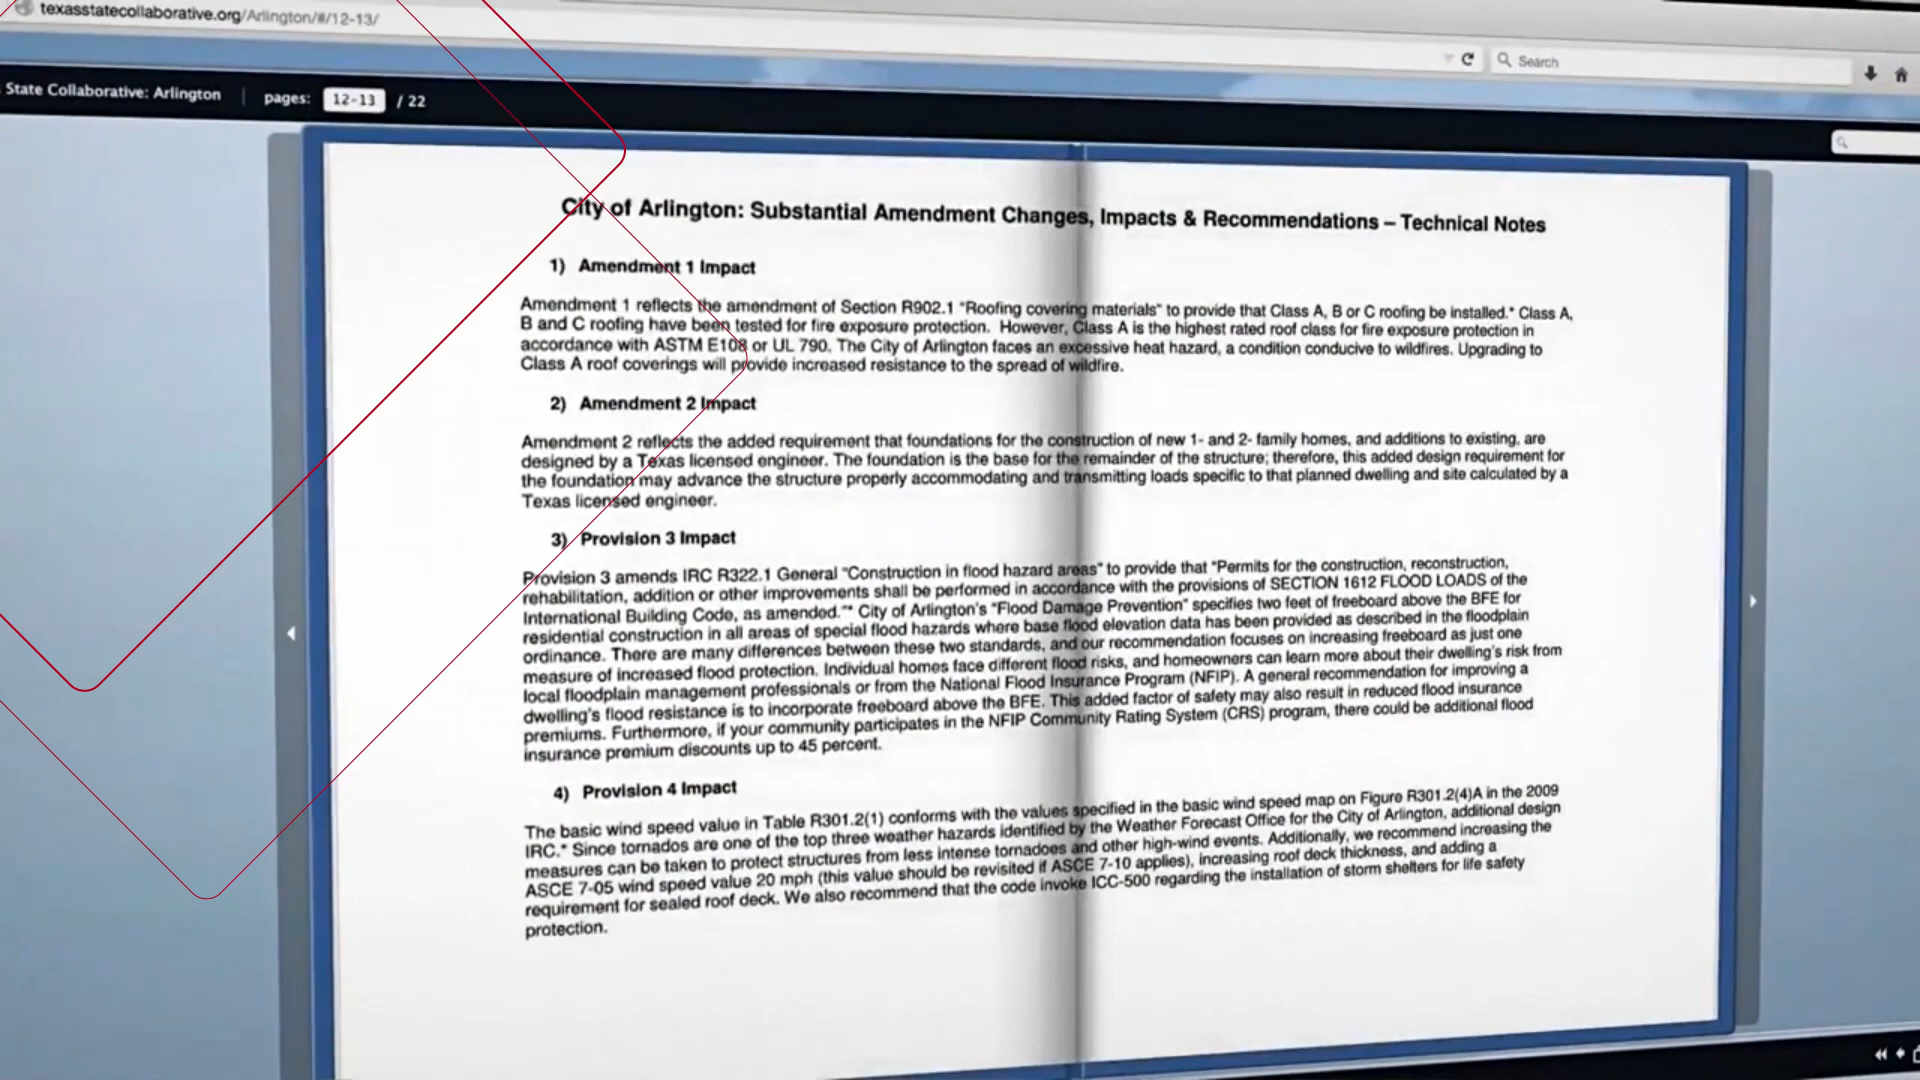 texasstatecollaborative.org/Arlington/#/12-13/
Search
State Collaborative: Arlington | pages: 12-13 / 22
City of Arlington: Substantial Amendment Changes, Impacts & Recommendations – Technical Notes
1) Amendment 1 Impact
Amendment 1 reflects the amendment of Section R902.1 "Roofing covering materials" to provide that Class A, B or C roofing be installed.* Class A,
B and C roofing have been tested for fire exposure protection. However, Class A is the highest rated roof class for fire exposure protection in
accordance with ASTM E108 or UL 790. The City of Arlington faces an excessive heat hazard, a condition conducive to wildfires. Upgrading to
Class A roof coverings will provide increased resistance to the spread of wildfire.
2) Amendment 2 Impact
Amendment 2 reflects the added requirement that foundations for the construction of new 1- and 2- family homes, and additions to existing, are
designed by a Texas licensed engineer. The foundation is the base for the remainder of the structure; therefore, this added design requirement for
the foundation may advance the structure properly accommodating and transmitting loads specific to that planned dwelling and site calculated by a
Texas licensed engineer.
3) Provision 3 Impact
Provision 3 amends IRC R322.1 General "Construction in flood hazard areas" to provide that "Permits for the construction, reconstruction,
rehabilitation, addition or other improvements shall be performed in accordance with the provisions of SECTION 1612 FLOOD LOADS of the
International Building Code, as amended."* City of Arlington's "Flood Damage Prevention" specifies two feet of freeboard above the BFE for
residential construction in all areas of special flood hazards where base flood elevation data has been provided as described in the floodplain
ordinance. There are many differences between these two standards, and our recommendation focuses on increasing freeboard as just one
measure of increased flood protection. Individual homes face different flood risks, and homeowners can learn more about their dwelling's risk from
local floodplain management professionals or from the National Flood Insurance Program (NFIP). A general recommendation for improving a
dwelling's flood resistance is to incorporate freeboard above the BFE. This added factor of safety may also result in reduced flood insurance
premiums. Furthermore, if your community participates in the NFIP Community Rating System (CRS) program, there could be additional flood
insurance premium discounts up to 45 percent.
4) Provision 4 Impact
The basic wind speed value in Table R301.2(1) conforms with the values specified in the basic wind speed map on Figure R301.2(4)A in the 2009
IRC.* Since tornados are one of the top three weather hazards identified by the Weather Forecast Office for the City of Arlington, additional design
measures can be taken to protect structures from less intense tornadoes and other high-wind events. Additionally, we recommend increasing the
ASCE 7-05 wind speed value 20 mph (this value should be revisited if ASCE 7-10 applies), increasing roof deck thickness, and adding a
requirement for sealed roof deck. We also recommend that the code invoke ICC-500 regarding the installation of storm shelters for life safety
protection.